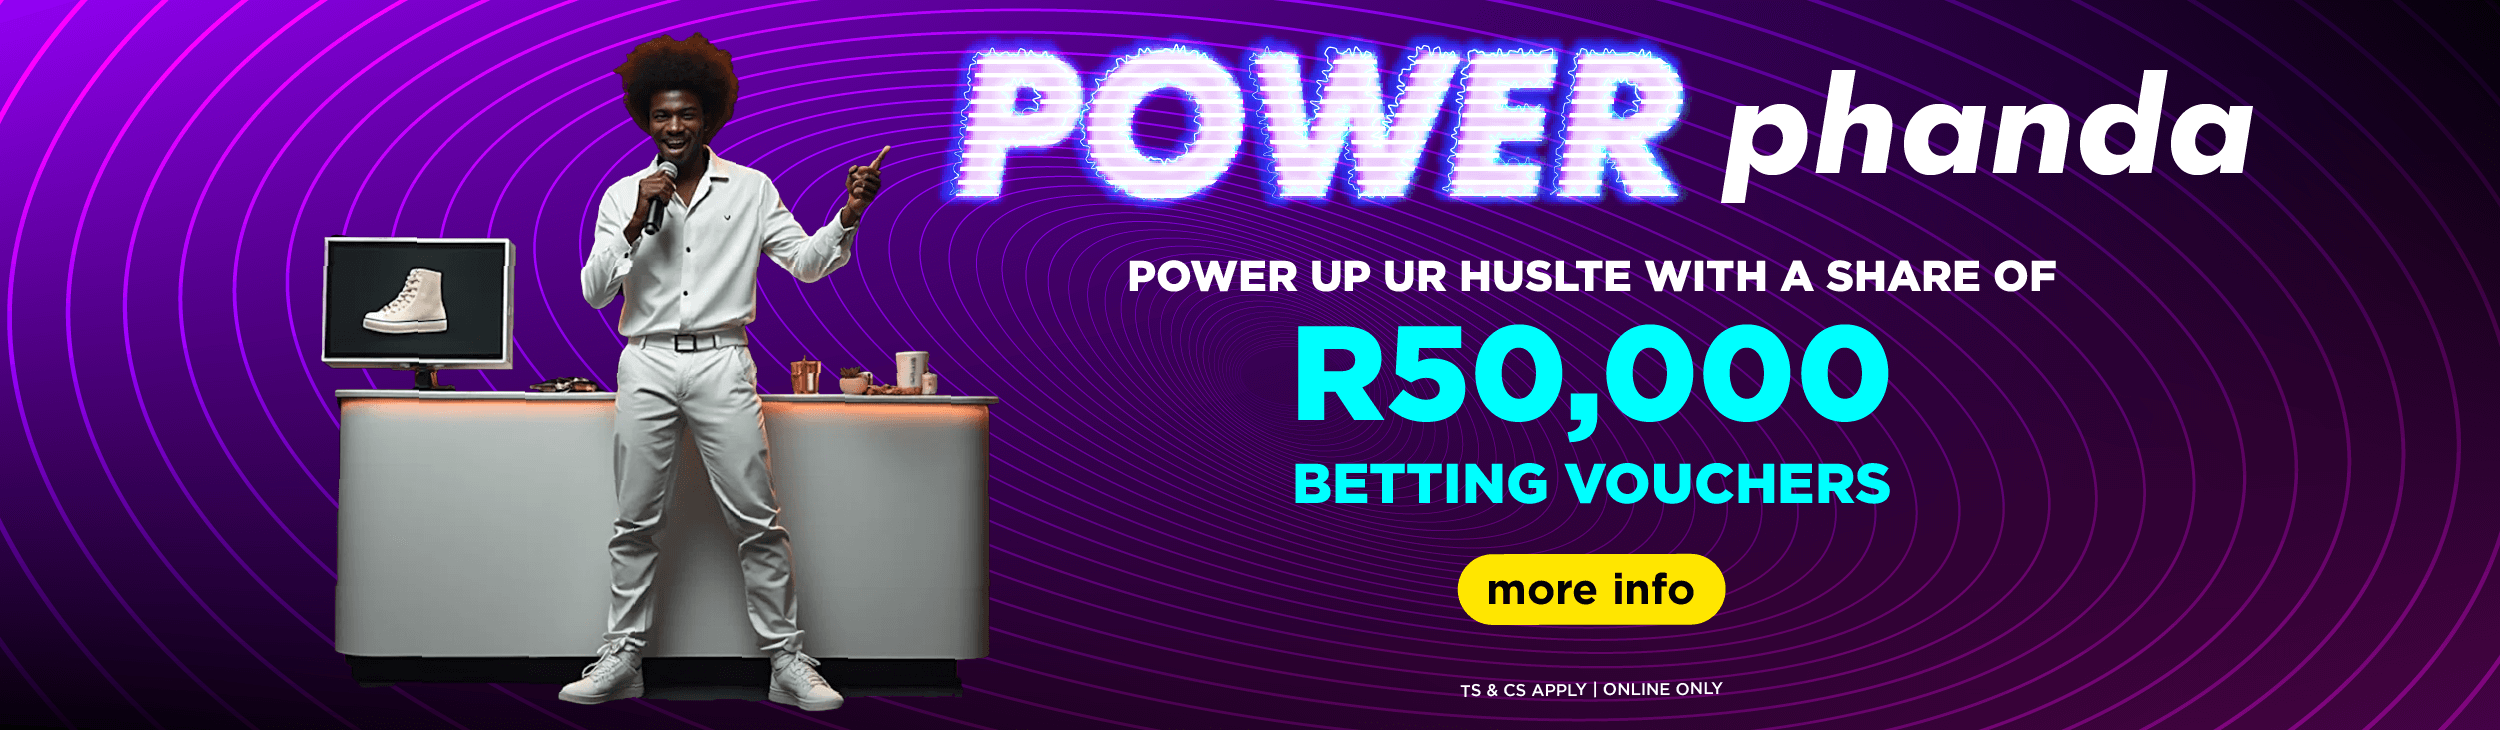 POWER phanda
POWER UP UR HUSLTE WITH A SHARE OF
R50,000
BETTING VOUCHERS
more info
TS & CS APPLY | ONLINE ONLY